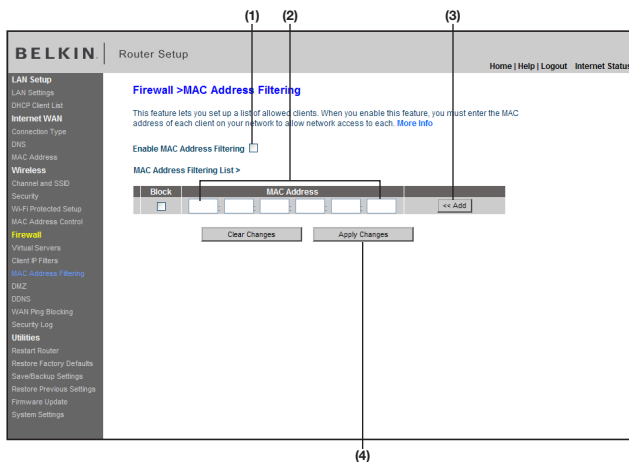 (1) (2) (3)
BELKIN. Router Setup
Home | Help | Logout Internet Status
LAN Setup
LAN Settings
DHCP Client List
Internet WAN
Connection Type
DNS
MAC Address
Wireless
Channel and SSID
Security
Wi-Fi Protected Setup
MAC Address Control
Firewall
Virtual Servers
Client IP Filters
MAC Address Filtering
DMZ
DDNS
WAN Ping Blocking
Security Log
Utilities
Restart Router
Restore Factory Defaults
Save/Backup Settings
Restore Previous Settings
Firmware Update
System Settings
Firewall >MAC Address Filtering
This feature lets you set up a list of allowed clients. When you enable this feature, you must enter the MAC
address of each client on your network to allow network access to each. More Info
Enable MAC Address Filtering
MAC Address Filtering List >
Block MAC Address
: : : : : << Add
Clear Changes Apply Changes
(4)